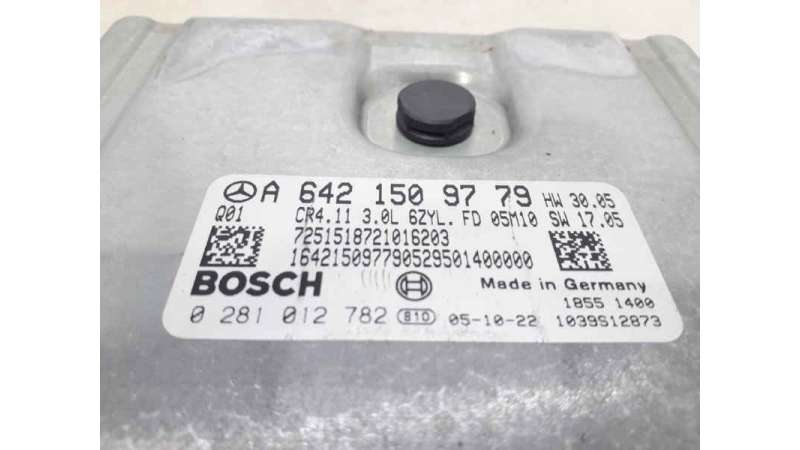 A 642 150 97 79 HW 30.05
Q01 CR4.11 3.0L 6ZYL. FD 05M10 SW 17.05
7251518721016203
164215097790529501400000
BOSCH Made in Germany
1855 1400
0 281 012 782 810 05-10-22 1039S12873